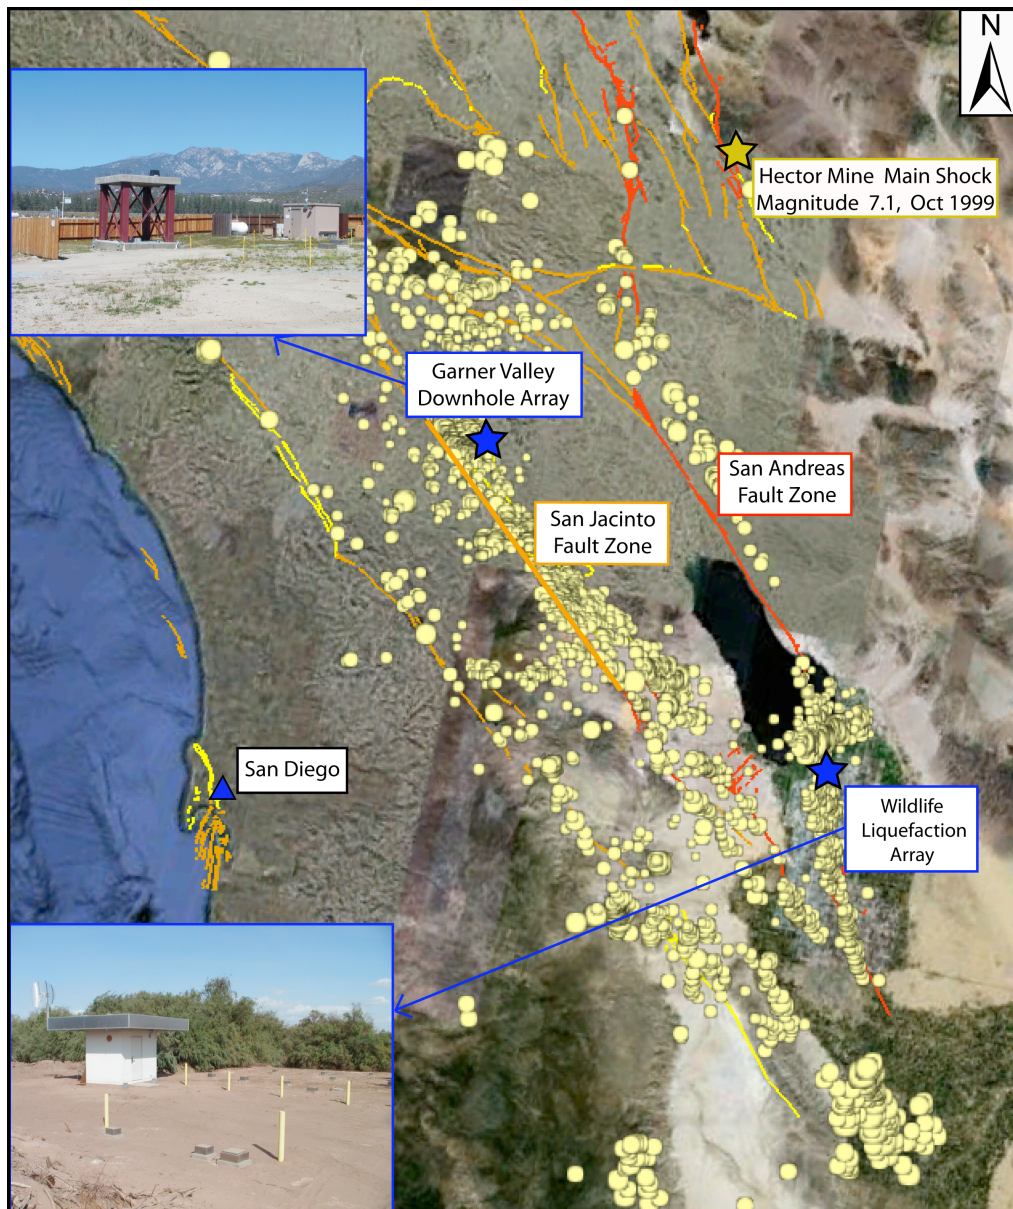 N
Hector Mine Main Shock
Magnitude 7.1, Oct 1999
Garner Valley
Downhole Array
San Andreas
Fault Zone
San Jacinto
Fault Zone
San Diego
Wildlife
Liquefaction
Array